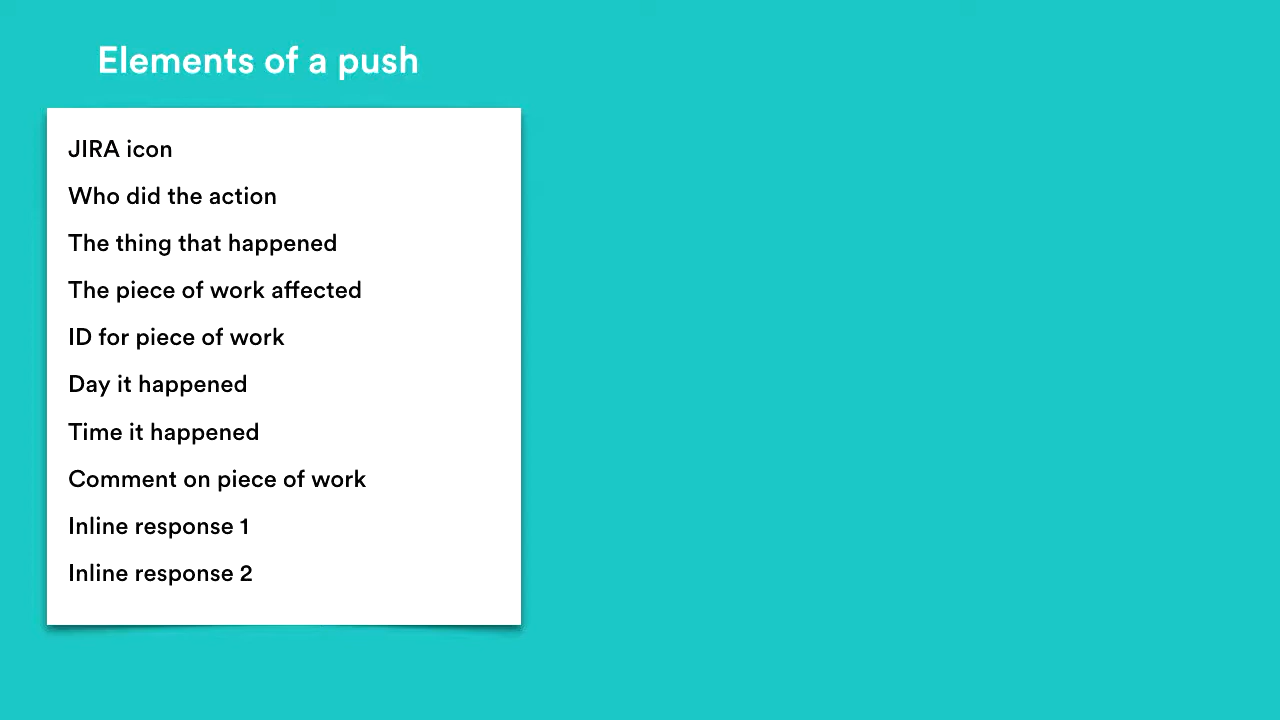 Elements of a push
JIRA icon
Who did the action
The thing that happened
The piece of work affected
ID for piece of work
Day it happened
Time it happened
Comment on piece of work
Inline response 1
Inline response 2